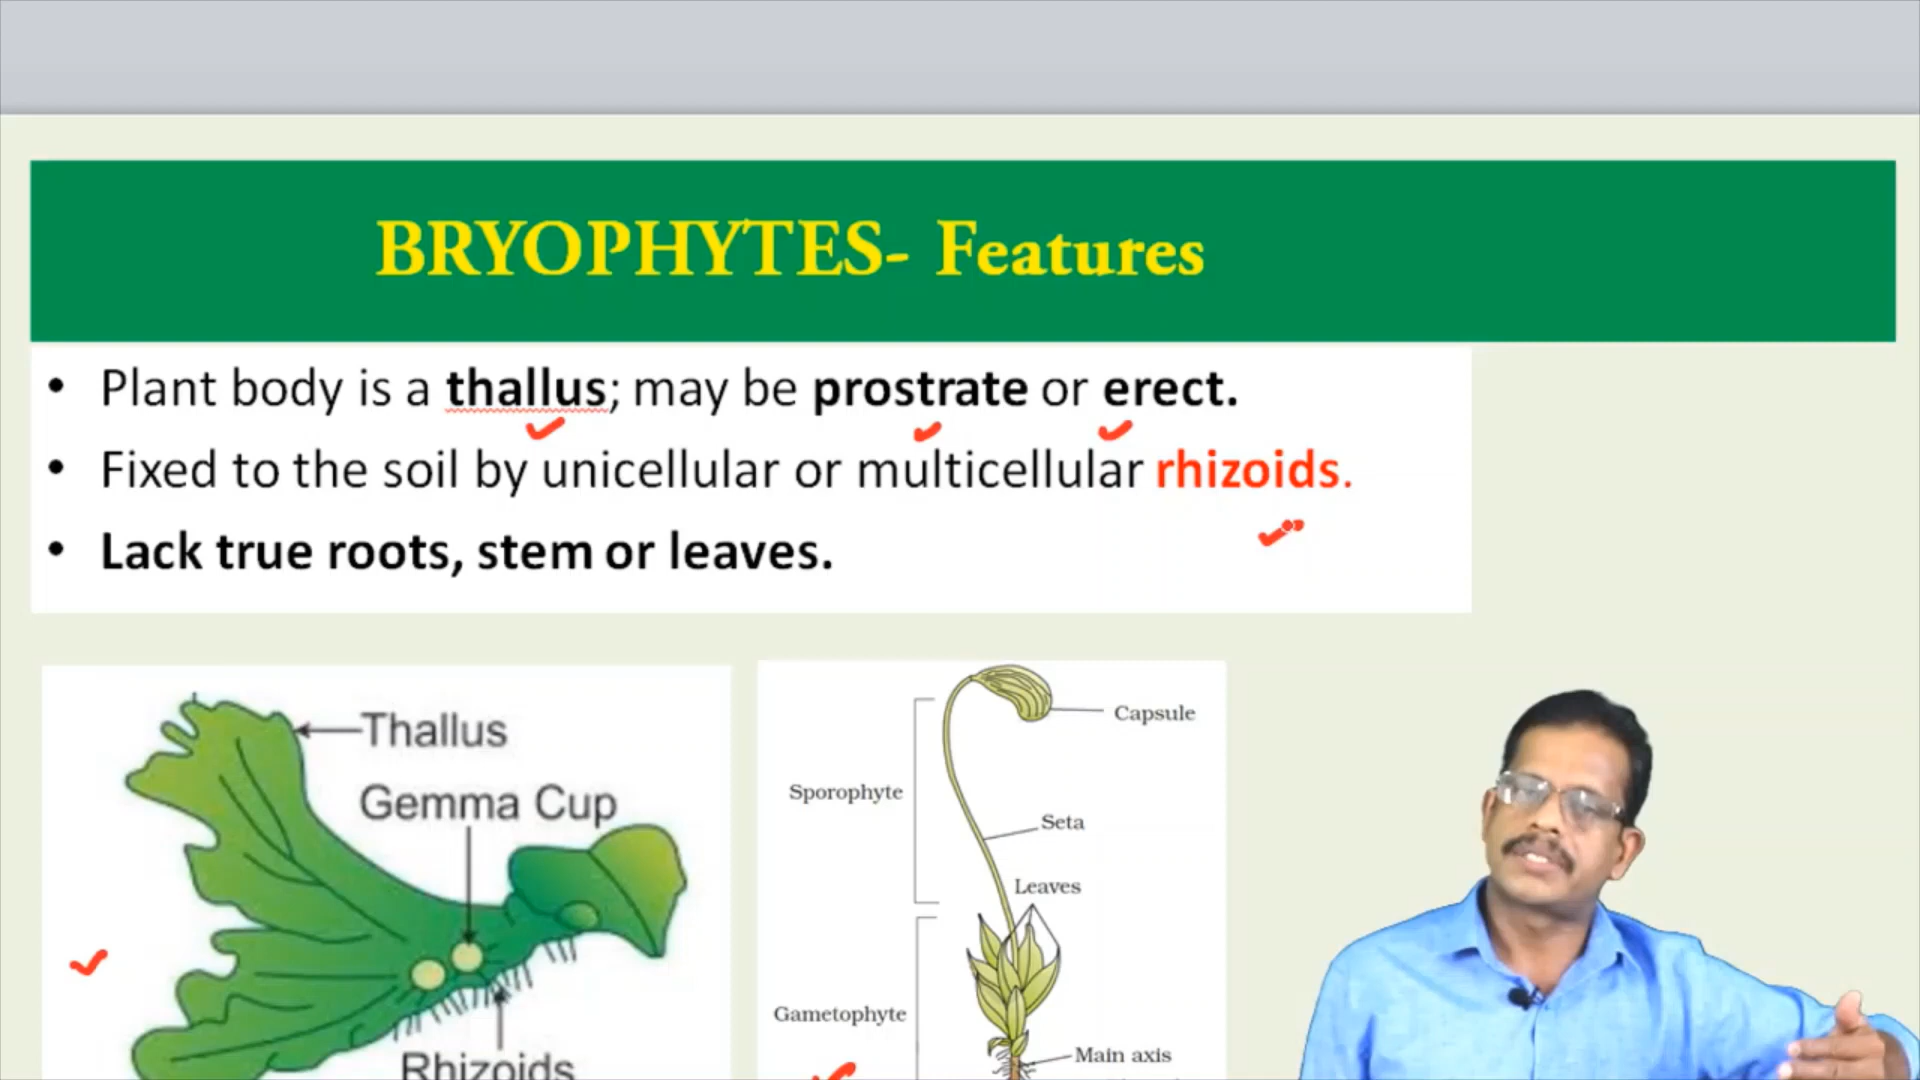 BRYOPHYTES- Features
• Plant body is a thallus; may be prostrate or erect.
• Fixed to the soil by unicellular or multicellular rhizoids.
• Lack true roots, stem or leaves.
Thallus
Gemma Cup
Rhizoids
Capsule
Sporophyte
Seta
Leaves
Gametophyte
Main axis